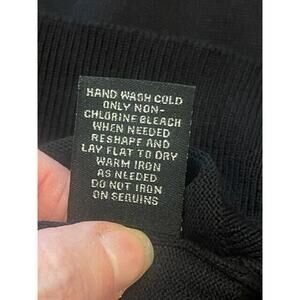 HAND WASH COLD
ONLY NON-
CHLORINE BLEACH
WHEN NEEDED
RESHAPE AND
LAY FLAT TO DRY
WARM IRON
AS NEEDED
DO NOT IRON
ON SEQUINS